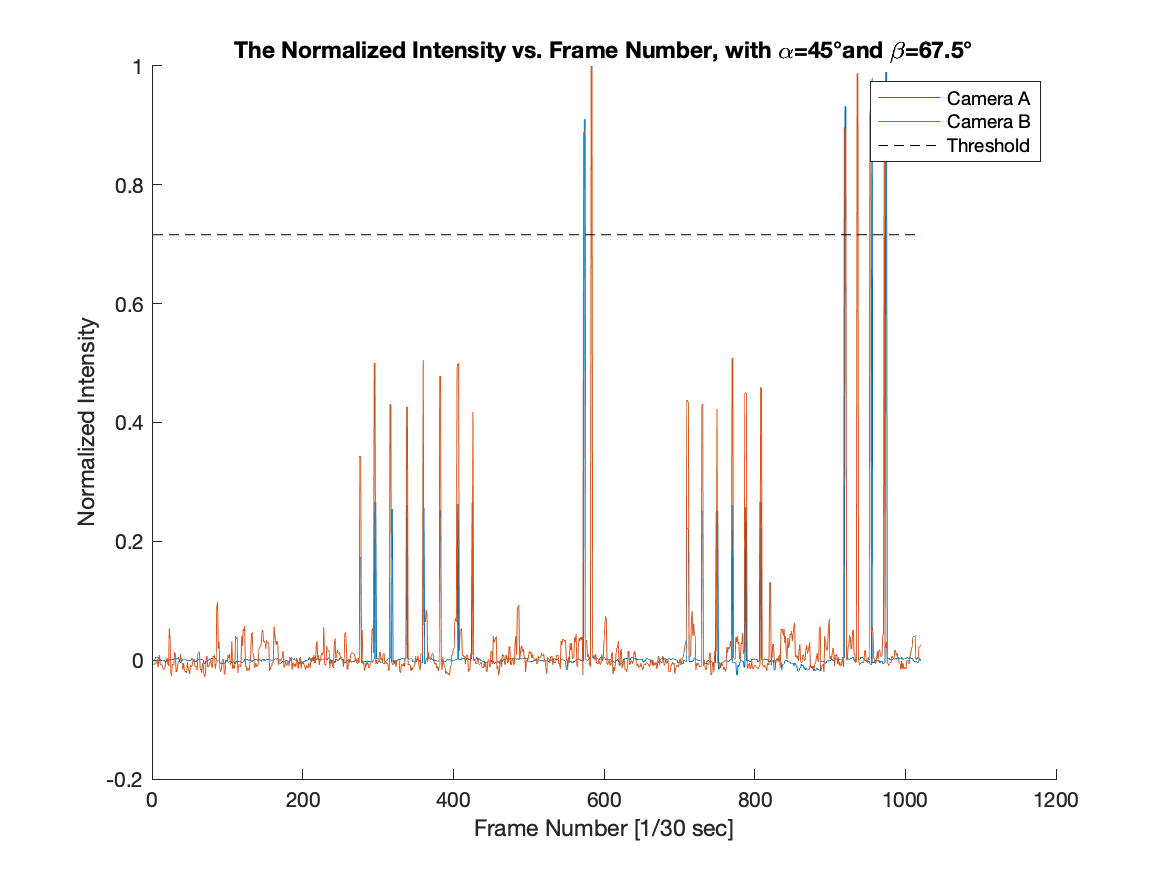 The Normalized Intensity vs. Frame Number, with α=45°and β=67.5°
Camera A
Camera B
Threshold
1
0.8
0.6
0.4
0.2
0
-0.2
Normalized Intensity
0 200 400 600 800 1000 1200
Frame Number [1/30 sec]